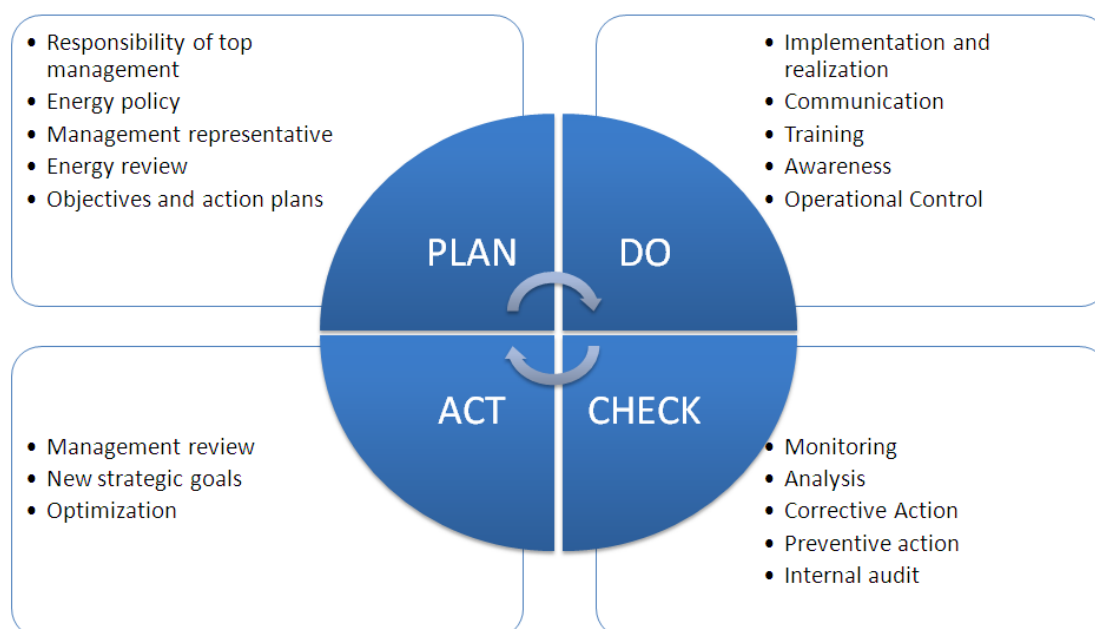 • Responsibility of top
management
• Energy policy
• Management representative
• Energy review
• Objectives and action plans
• Implementation and
realization
• Communication
• Training
• Awareness
• Operational Control
PLAN
DO
ACT
CHECK
• Management review
• New strategic goals
• Optimization
• Monitoring
• Analysis
• Corrective Action
• Preventive action
• Internal audit